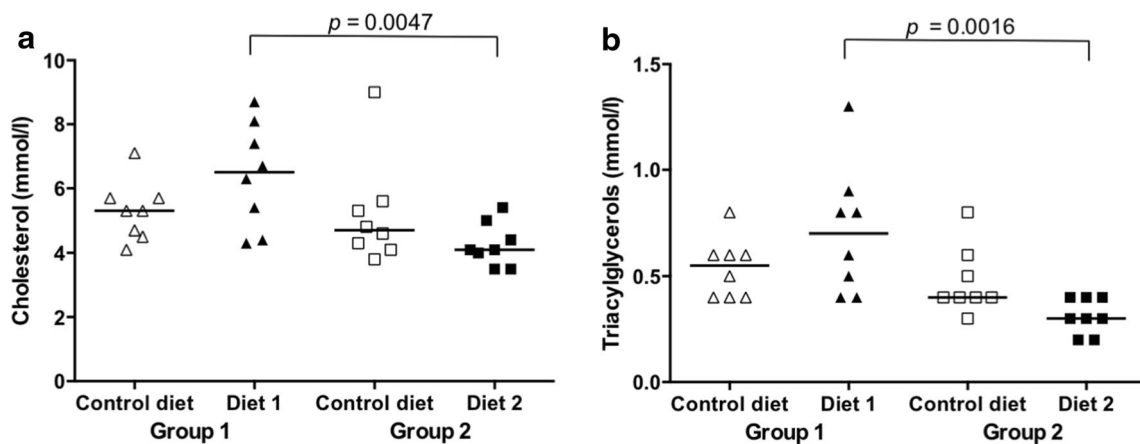 a
p = 0.0047
Cholesterol (mmol/l)
10
8
6
4
2
0
Control diet Diet 1 Control diet Diet 2
Group 1 Group 2
b
p = 0.0016
Triacylglycerols (mmol/l)
1.5
1.0
0.5
0.0
Control diet Diet 1 Control diet Diet 2
Group 1 Group 2